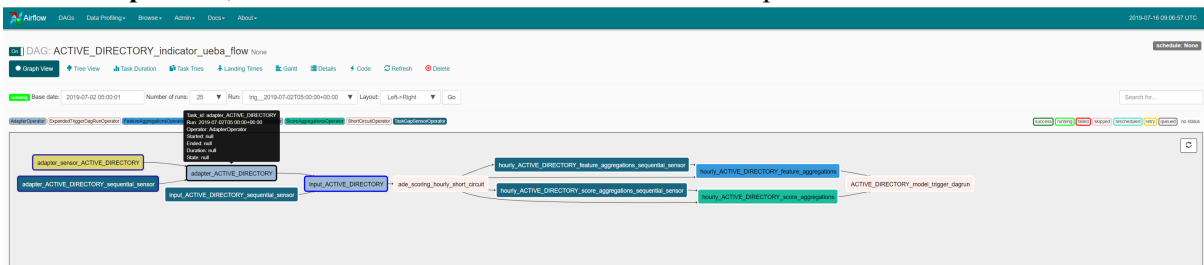 Airflow DAGs Data Profiling Browse Admin Docs About 2019-07-16 09:06:57 UTC
On DAG: ACTIVE_DIRECTORY_indicator_ueba_flow None schedule: None
Graph View Tree View Task Duration Task Tries Landing Times Gantt Details Code Refresh Delete
running Base date: 2019-07-02 05:00:01 Number of runs: 25 Run: trig__2019-07-02T05:00:00+00:00 Layout: Left->Right Go Search for...
Task_id: adapter_ACTIVE_DIRECTORY
Run: 2019-07-02T05:00:00+00:00
Operator: AdapterOperator
Started: null
Ended: null
Duration: null
State: null
AdapterOperator ExpandedTriggerDagRunOperator ScoreAggregationsOperator ShortCircuitOperator TaskGapSensorOperator success running failed skipped rescheduled retry queued no status
adapter_sensor_ACTIVE_DIRECTORY
adapter_ACTIVE_DIRECTORY_sequential_sensor
adapter_ACTIVE_DIRECTORY
input_ACTIVE_DIRECTORY_sequential_sensor
input_ACTIVE_DIRECTORY
ade_scoring_hourly_short_circuit
hourly_ACTIVE_DIRECTORY_feature_aggregations_sequential_sensor
hourly_ACTIVE_DIRECTORY_score_aggregations_sequential_sensor
hourly_ACTIVE_DIRECTORY_feature_aggregations
hourly_ACTIVE_DIRECTORY_score_aggregations
ACTIVE_DIRECTORY_model_trigger_dagrun